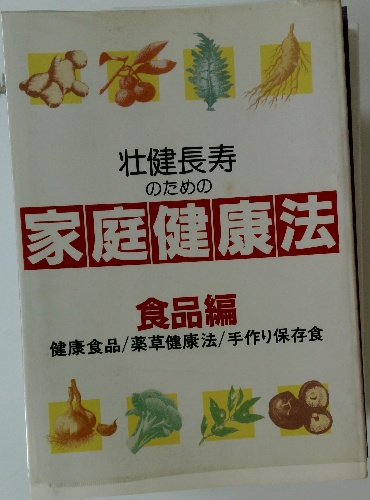 壮健長寿
のための
家庭健康法
食品編
健康食品/薬草健康法/手作り保存食